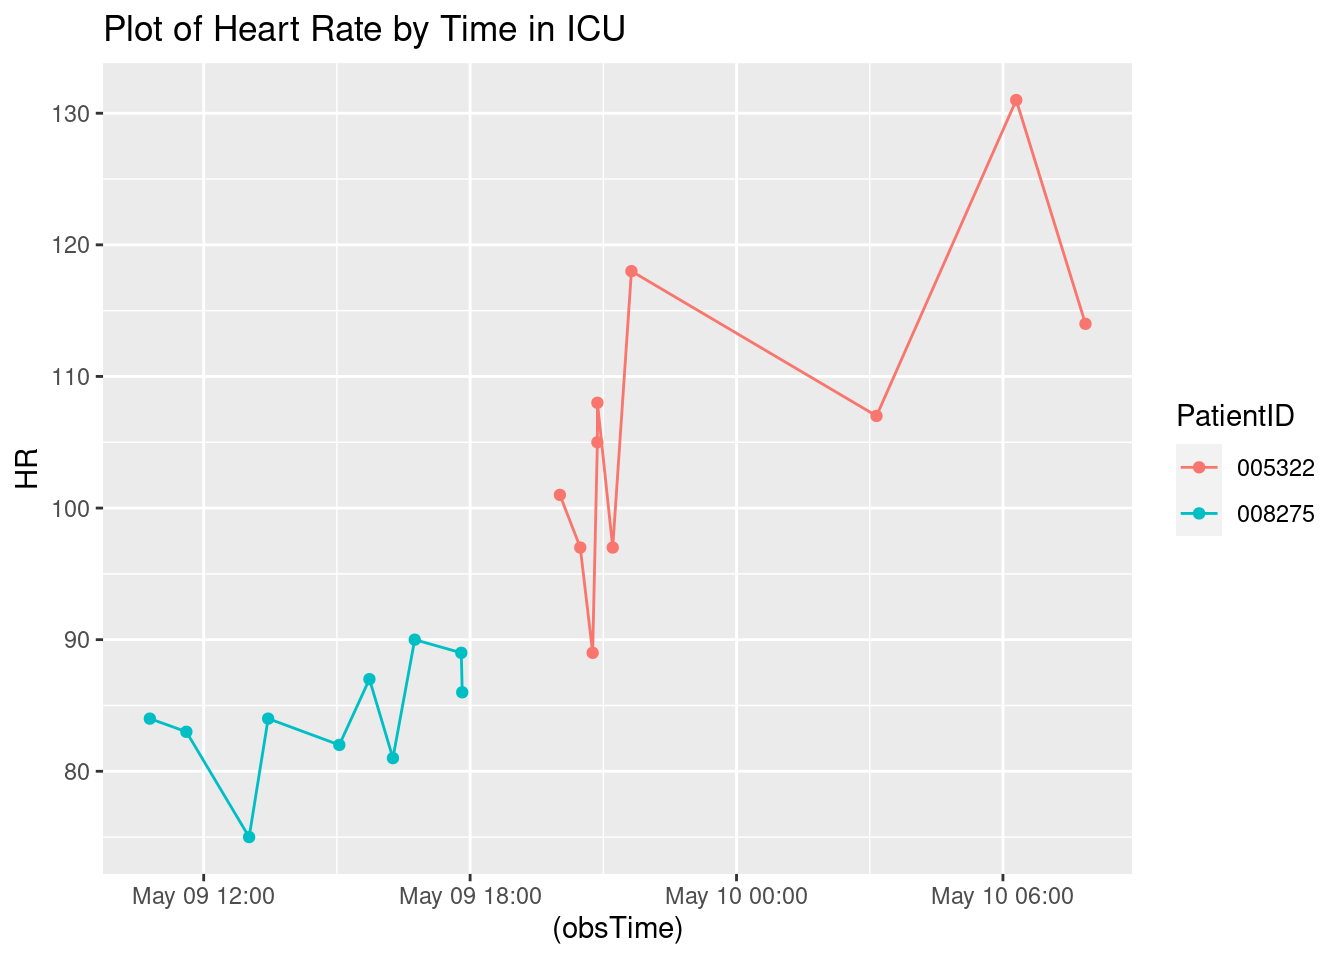 Plot of Heart Rate by Time in ICU
130
120
110
100
90
80
HR
May 09 12:00
May 09 18:00
May 10 00:00
May 10 06:00
(obsTime)
PatientID
005322
008275